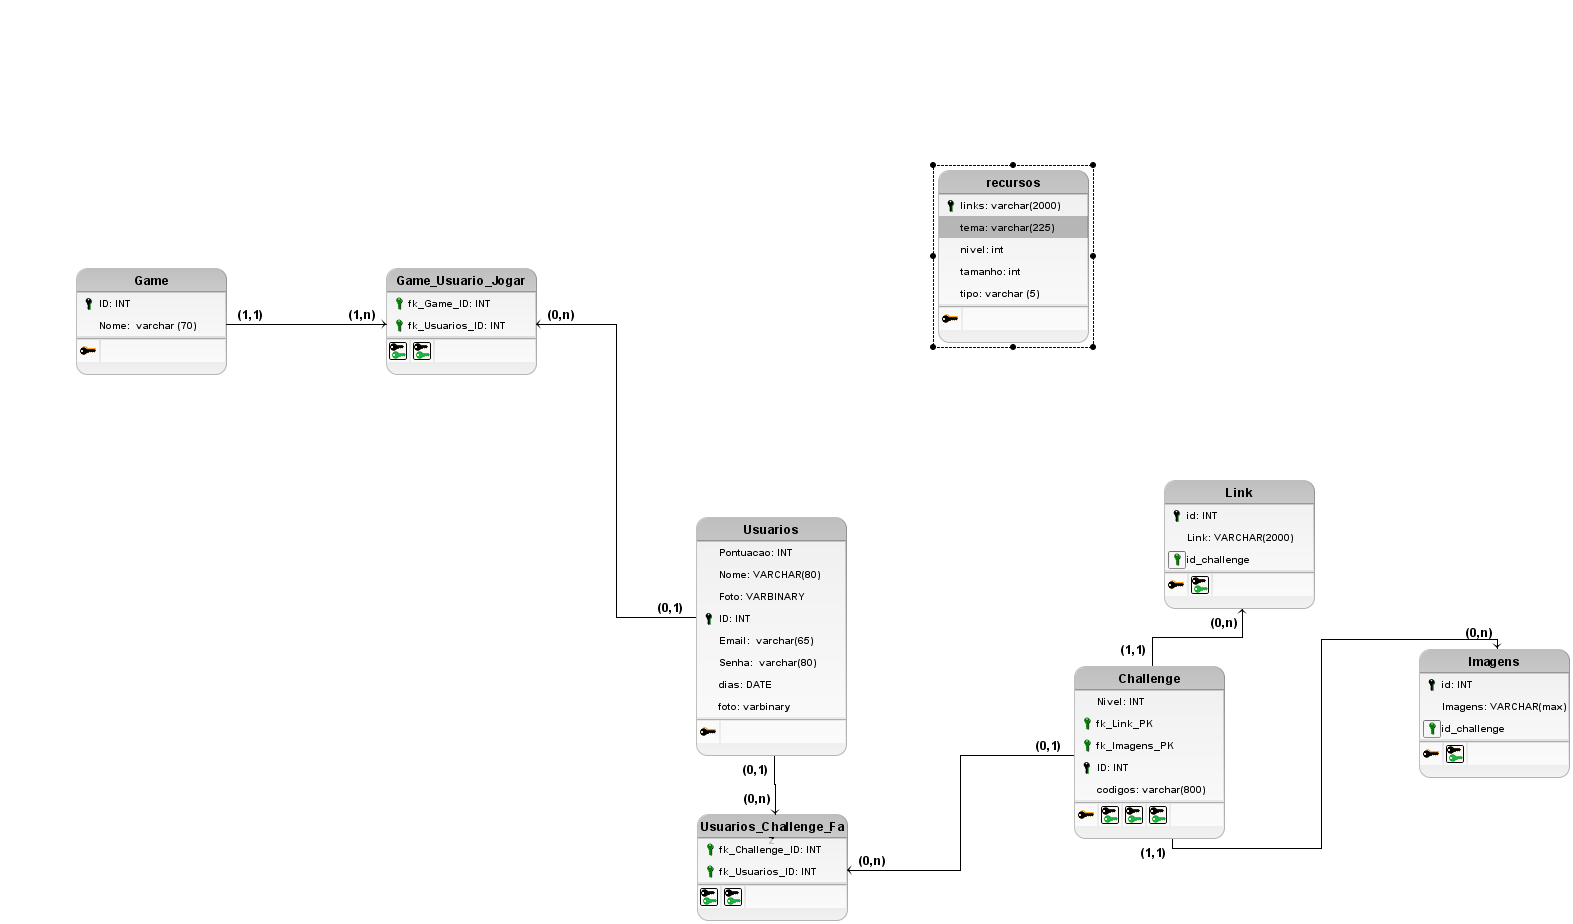 recursos
links: varchar(2000)
tema: varchar(225)
nivel: int
tamanho: int
tipo: varchar (5)
Game
ID: INT
Nome: varchar (70)
(1,1)
(1,n)
Game_Usuario_Jogar
fk_Game_ID: INT
fk_Usuarios_ID: INT
(0,n)
Usuarios
Pontuacao: INT
Nome: VARCHAR(80)
Foto: VARBINARY
ID: INT
Email: varchar(65)
Senha: varchar(80)
dias: DATE
foto: varbinary
(0,1)
(0,1)
(0,n)
Usuarios_Challenge_Fa
z
fk_Challenge_ID: INT
fk_Usuarios_ID: INT
(0,n)
(0,1)
Link
id: INT
Link: VARCHAR(2000)
id_challenge
(0,n)
(1,1)
Challenge
Nivel: INT
fk_Link_PK
fk_Imagens_PK
ID: INT
codigos: varchar(800)
(1,1)
(0,n)
Imagens
id: INT
Imagens: VARCHAR(max)
id_challenge